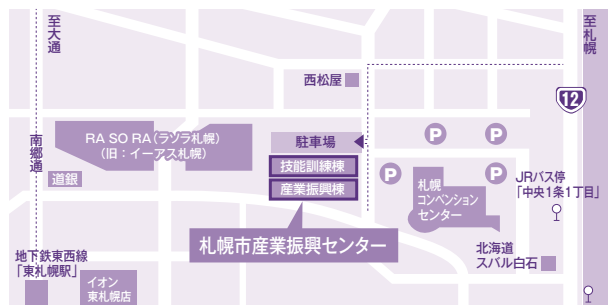 至大通
至札幌
西松屋
12
南郷通
RA SO RA（ラソラ札幌）
（旧：イーアス札幌）
駐車場
P
P
技能訓練棟
道銀
産業振興棟
P
P
札幌
コンベンション
センター
JRバス停
「中央1条1丁目」
札幌市産業振興センター
地下鉄東西線
「東札幌駅」
イオン
東札幌店
北海道
スバル白石